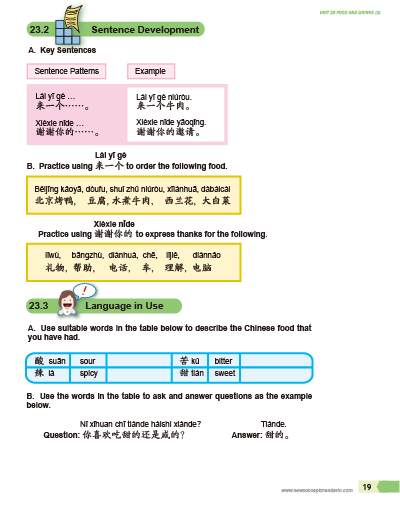 UNIT 23 FOOD AND DRINKS (2)
23.2 Sentence Development
A. Key Sentences
Sentence Patterns Example
Lái yī gè … Lái yī gè niúròu.
来一个……。 来一个牛肉。
Xièxie nǐde … Xièxie nǐde yāoqǐng.
谢谢你的……。 谢谢你的邀请。
Lái yī gè
B. Practice using 来一个 to order the following food.
Běijīng kǎoyā, dòufu, shuǐ zhǔ niúròu, xīlánhuā, dàbáicài
北京烤鸭, 豆腐, 水煮牛肉, 西兰花, 大白菜
Xièxie nǐde
Practice using 谢谢你的 to express thanks for the following.
lǐwù, bāngzhù, diànhuà, chē, lǐjiě, diànnǎo
礼物, 帮助, 电话, 车, 理解, 电脑
23.3 Language in Use
A. Use suitable words in the table below to describe the Chinese food that
you have had.
酸 suān sour 苦 kǔ bitter
辣 là spicy 甜 tián sweet
B. Use the words in the table to ask and answer questions as the example
below.
Nǐ xǐhuan chī tiánde háishi xiánde? Tiánde.
Question: 你喜欢吃甜的还是咸的? Answer: 甜的。
www.newconceptmandarin.com 19